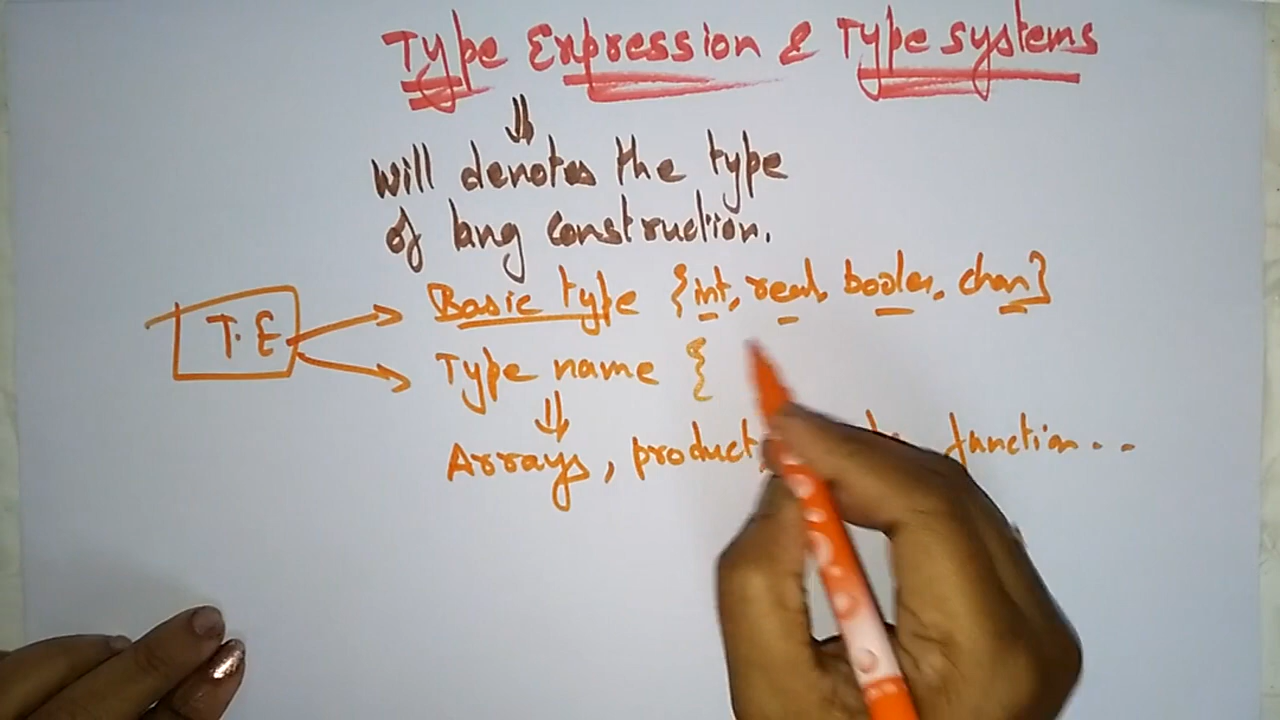 Type Expression & Type systems
⇓
Will denotes the type
of lang construction.
T.E
Basic type {int, real, boolen, char}
Type name {
⇓
Arrays, product, function...